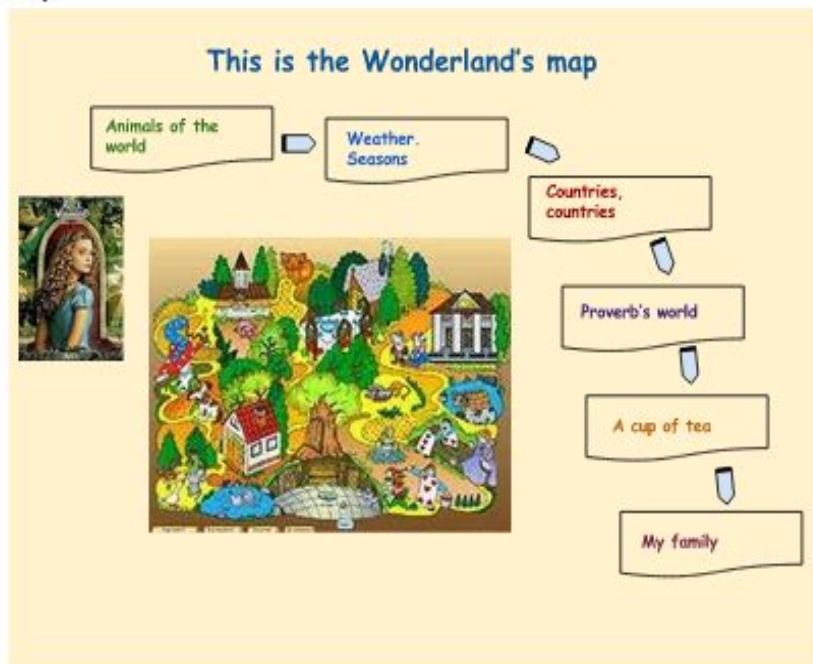 This is the Wonderland's map
Animals of the
world
Weather.
Seasons
Countries,
countries
Proverb's world
A cup of tea
My family